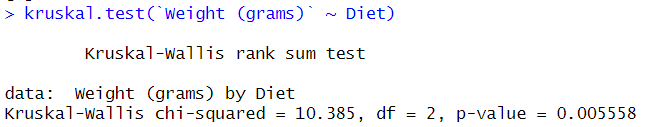 > kruskal.test(`Weight (grams)` ~ Diet)
Kruskal-Wallis rank sum test
data:  Weight (grams) by Diet
Kruskal-Wallis chi-squared = 10.385, df = 2, p-value = 0.005558